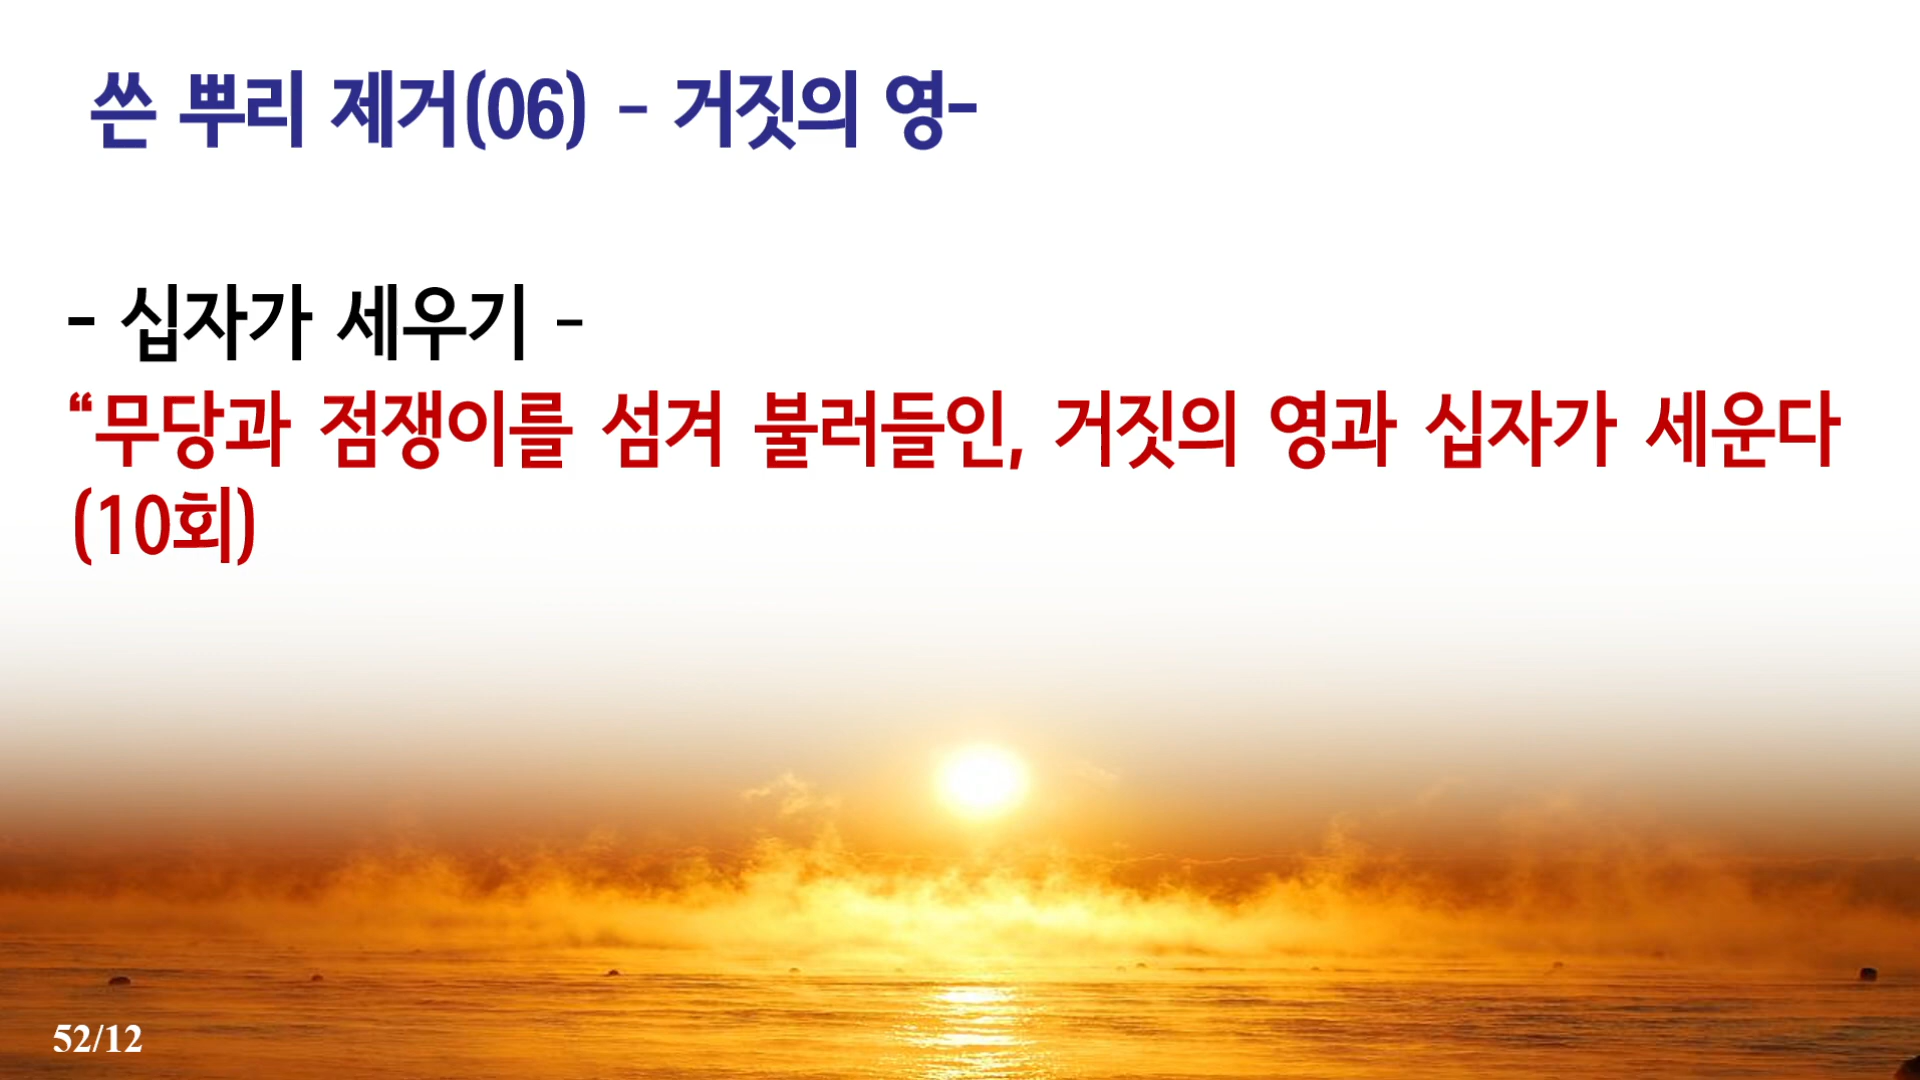 쓴 뿌리 제거(06) - 거짓의 영-
- 십자가 세우기 -
“무당과 점쟁이를 섬겨 불러들인, 거짓의 영과 십자가 세운다
(10회)
52/12